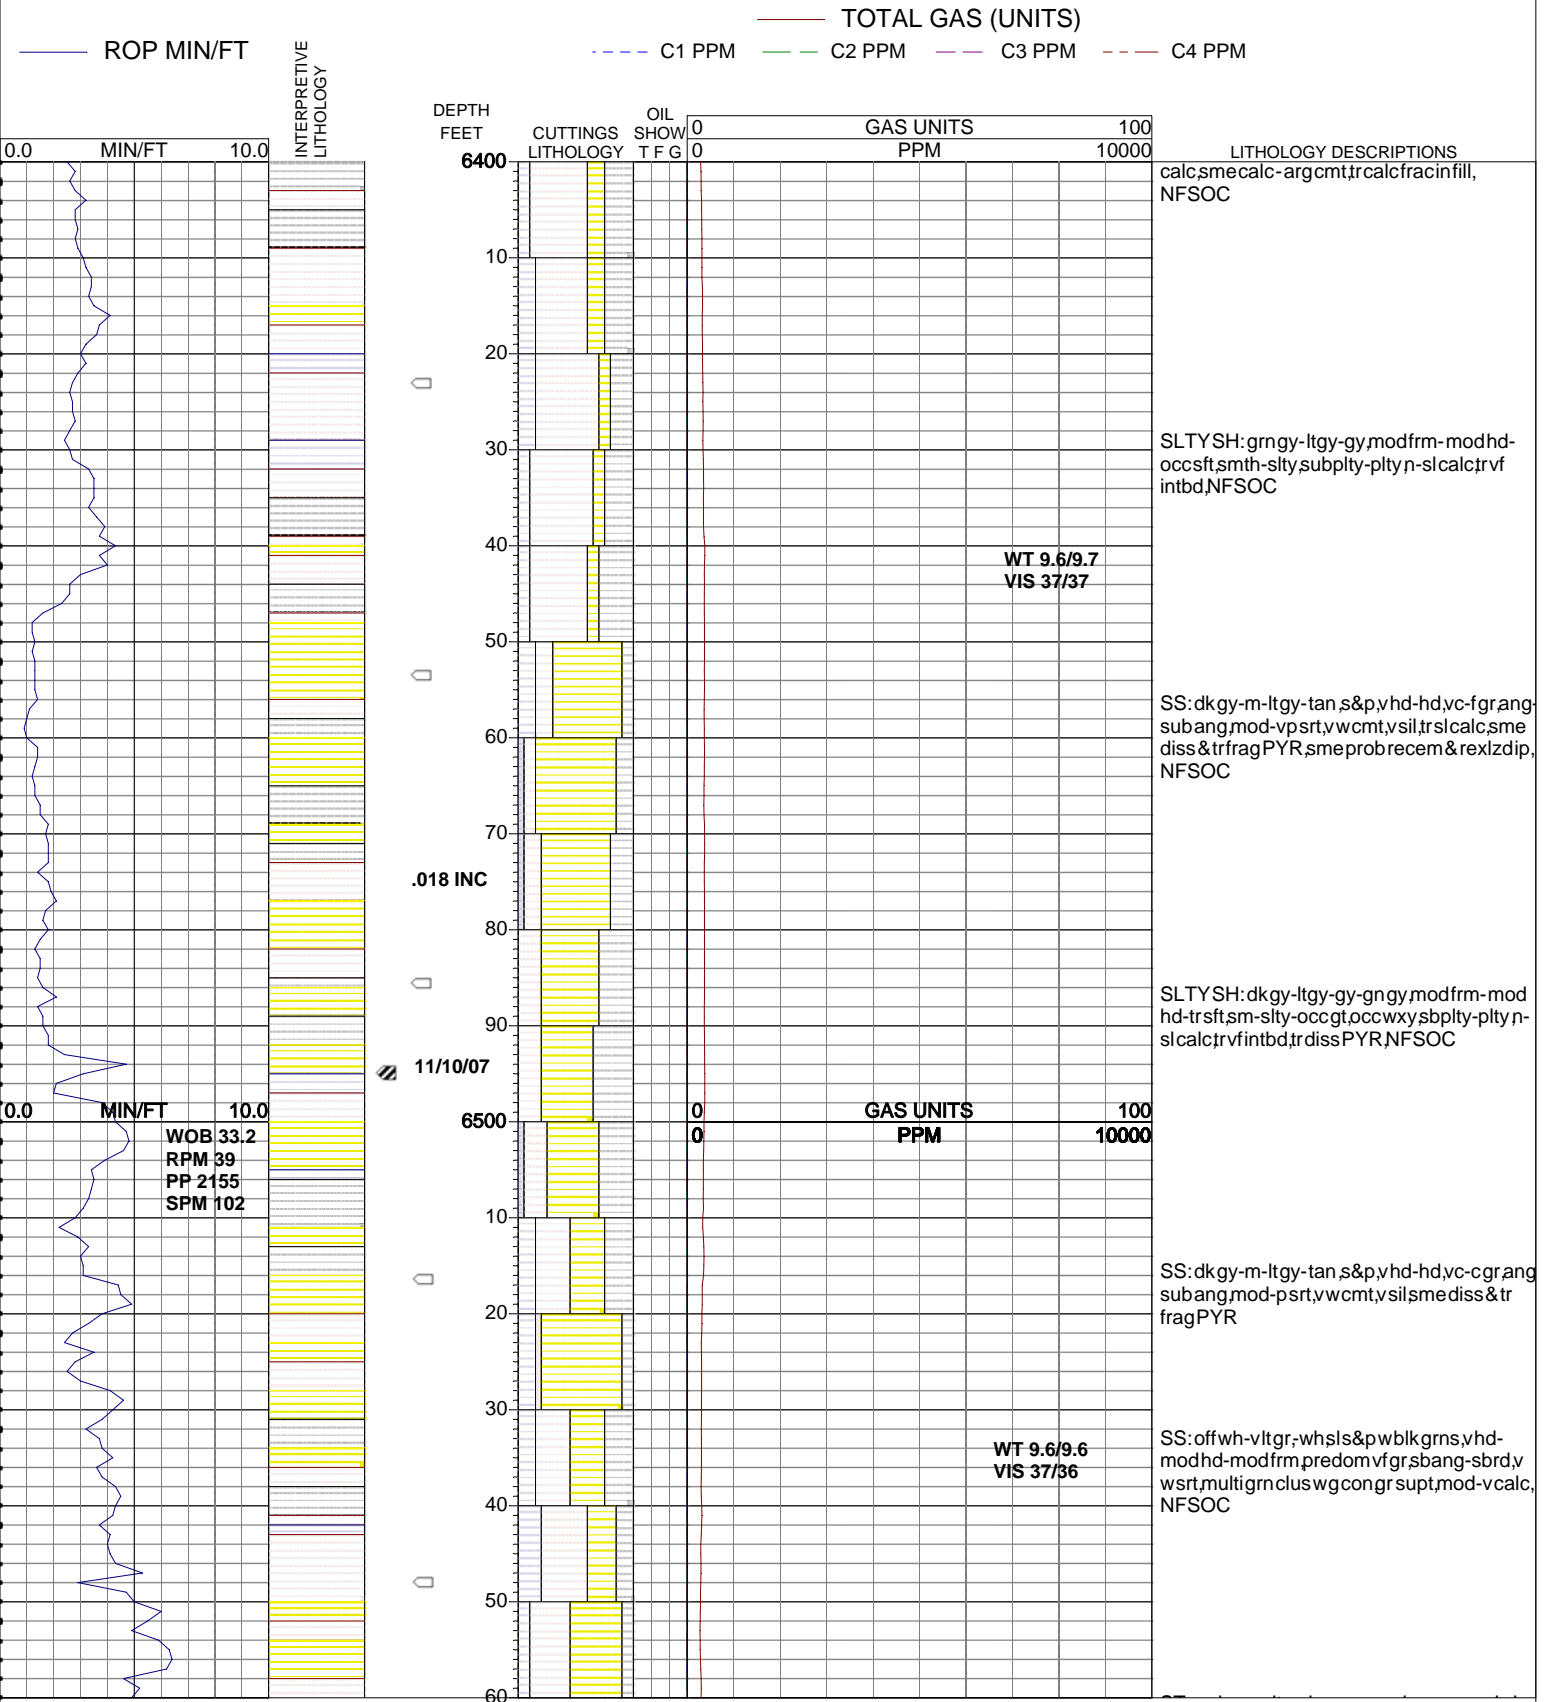 TOTAL GAS (UNITS)
ROP MIN/FT
C1 PPM
C2 PPM
C3 PPM
C4 PPM
INTERPRETIVE
LITHOLOGY
DEPTH
FEET
CUTTINGS
LITHOLOGY
OIL
SHOW
T F G
0 GAS UNITS 100
0.0 MIN/FT 10.0
0 PPM 10000
LITHOLOGY DESCRIPTIONS
6400
calc,smecalc-argcmt,trcalcfracinfill,
NFSOC
10
20
30
SLTYSH:grngy-ltgy-gy,modfrm-modhd-
occsft,smth-slty,subplty-plty,n-slcalc,trvf
intbd,NFSOC
40
WT 9.6/9.7
VIS 37/37
50
SS:dkgy-m-ltgy-tan,s&p,vhd-hd,vc-fgr,ang-
subang,mod-vpsrt,vwcmt,vsil,trslcalc,sme
diss&trfragPYR,smeprobrecem&rexlzdip,
NFSOC
60
70
.018 INC
80
90
SLTYSH:dkgy-ltgy-gy-gngy,modfrm-mod
hd-trsft,sm-slty-occgt,occwxy,sbplty-plty,n-
slcalc,trvfintbd,trdissPYR,NFSOC
11/10/07
0.0 MIN/FT 10.0
0 GAS UNITS 100
6500
0 PPM 10000
WOB 33.2
RPM 39
PP 2155
SPM 102
10
SS:dkgy-m-ltgy-tan,s&p,vhd-hd,vc-cgr,ang
subang,mod-psrt,vwcmt,vsil,smediss&tr
fragPYR
20
30
SS:offwh-vltgr,-wh,sls&pwblkgrns,vhd-
modhd-modfrm,predomvfgr,sbang-sbrd,v
wsrt,multigrncluswgcongrsupt,mod-vcalc,
NFSOC
WT 9.6/9.6
VIS 37/36
40
50
60